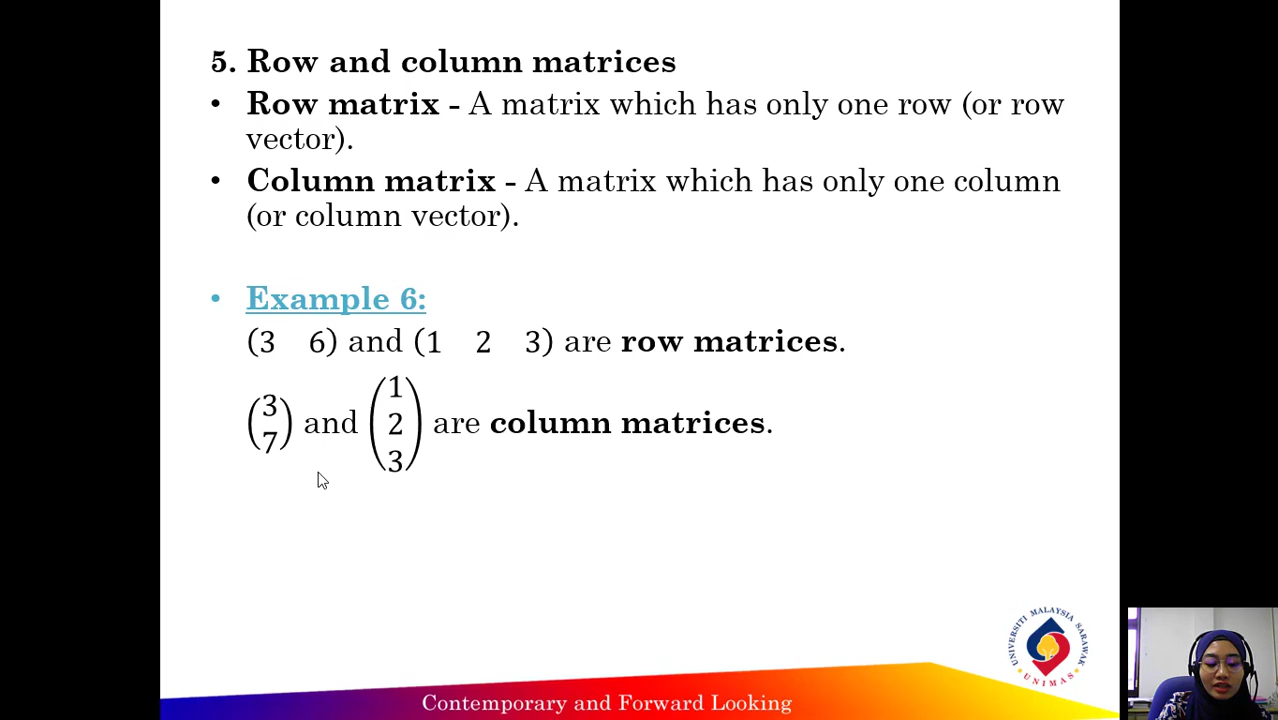 5. Row and column matrices
• Row matrix - A matrix which has only one row (or row
vector).
• Column matrix - A matrix which has only one column
(or column vector).
• Example 6:
(3 6) and (1 2 3) are row matrices.
(3
7) and (1
2
3) are column matrices.
UNIVERSITI MALAYSIA SARAWAK
UNIMAS
Contemporary and Forward Looking